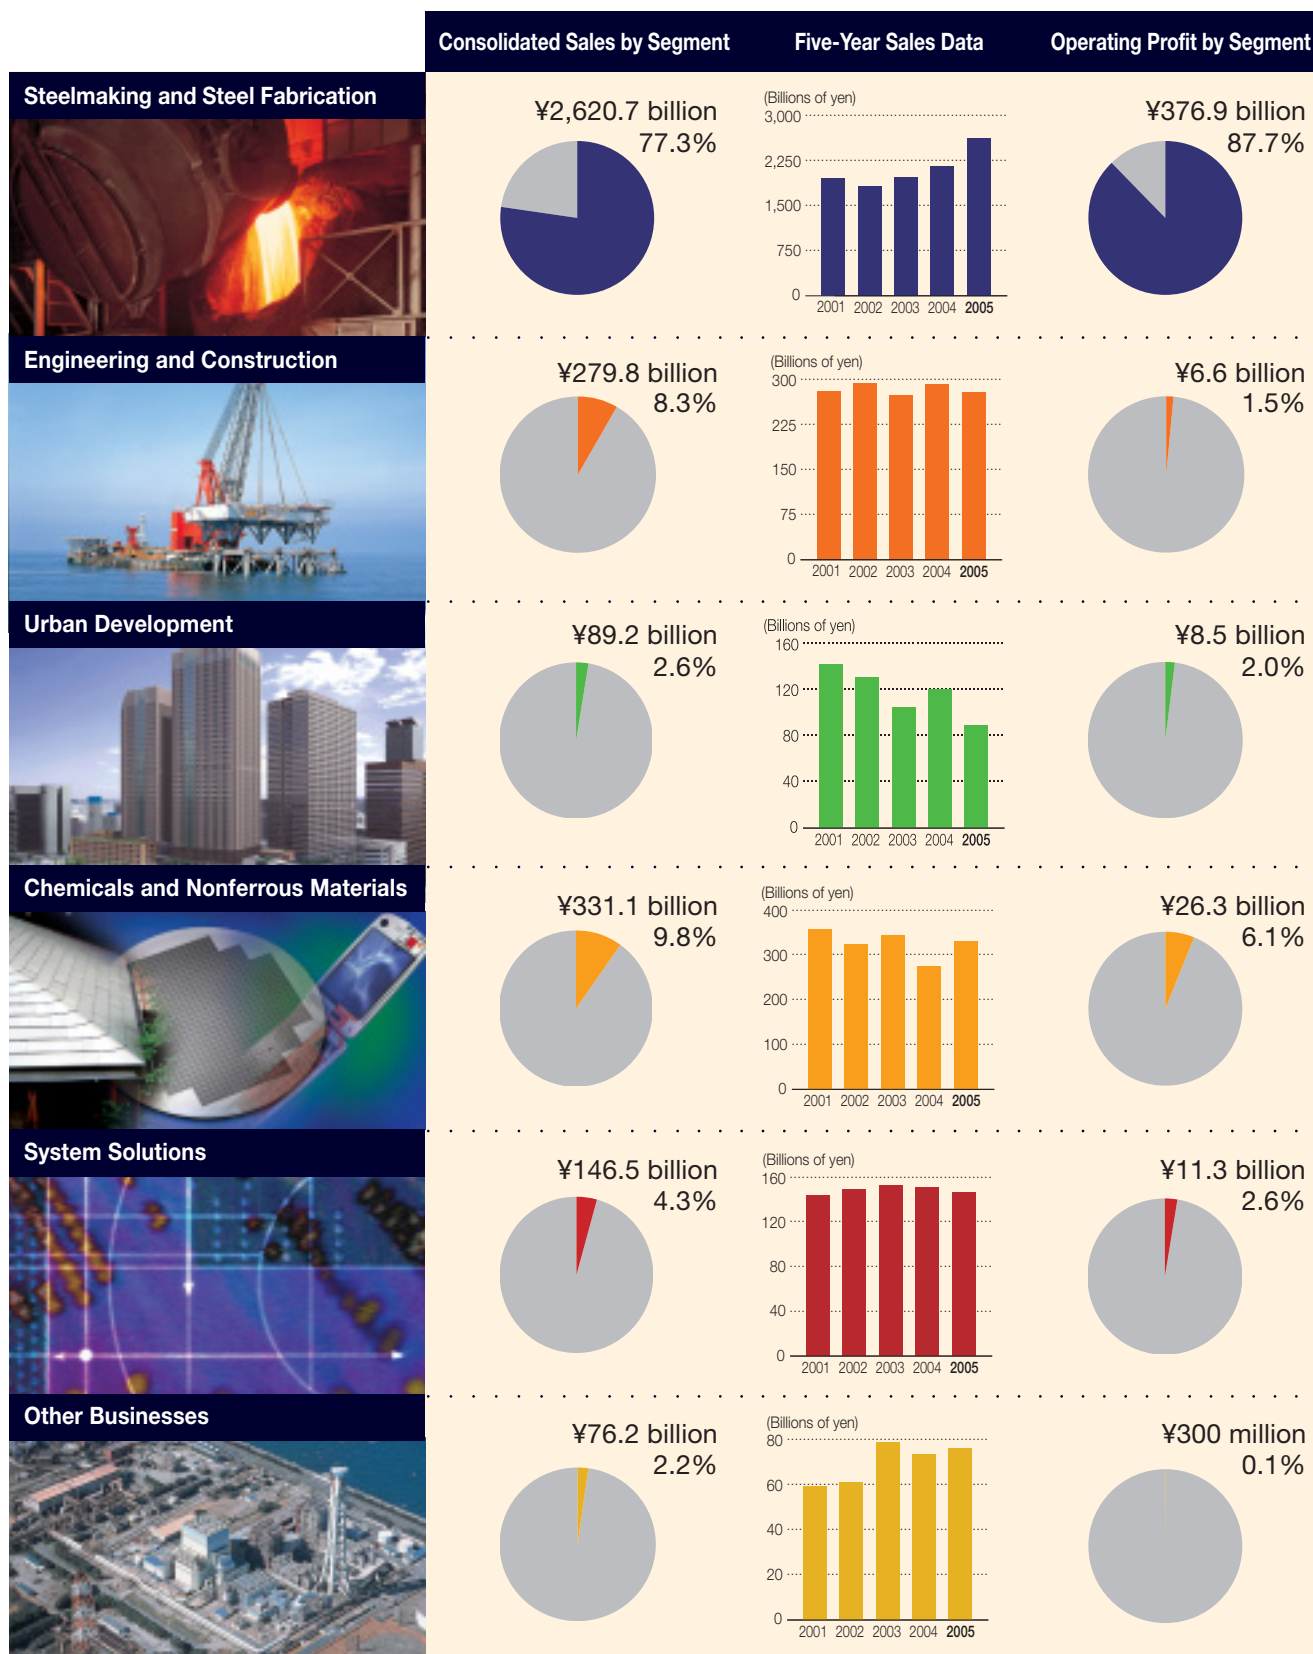 Consolidated Sales by Segment
Five-Year Sales Data
Operating Profit by Segment
Steelmaking and Steel Fabrication
¥2,620.7 billion
77.3%
(Billions of yen)
3,000
2,250
1,500
750
0
2001 2002 2003 2004 2005
¥376.9 billion
87.7%
Engineering and Construction
¥279.8 billion
8.3%
(Billions of yen)
300
225
150
75
0
2001 2002 2003 2004 2005
¥6.6 billion
1.5%
Urban Development
¥89.2 billion
2.6%
(Billions of yen)
160
120
80
40
0
2001 2002 2003 2004 2005
¥8.5 billion
2.0%
Chemicals and Nonferrous Materials
¥331.1 billion
9.8%
(Billions of yen)
400
300
200
100
0
2001 2002 2003 2004 2005
¥26.3 billion
6.1%
System Solutions
¥146.5 billion
4.3%
(Billions of yen)
160
120
80
40
0
2001 2002 2003 2004 2005
¥11.3 billion
2.6%
Other Businesses
¥76.2 billion
2.2%
(Billions of yen)
80
60
40
20
0
2001 2002 2003 2004 2005
¥300 million
0.1%